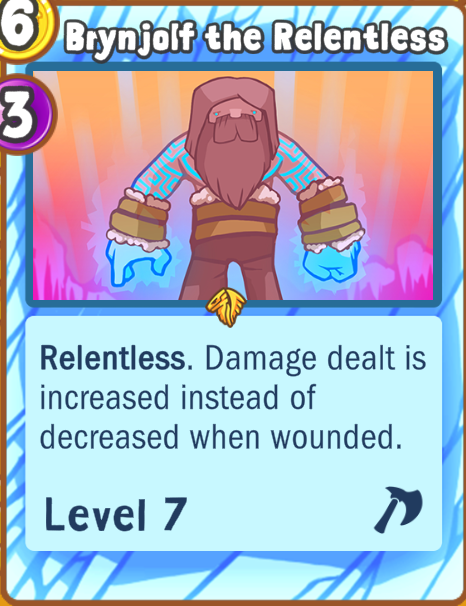 6
Brynjolf the Relentless
3
Relentless. Damage dealt is
increased instead of
decreased when wounded.
Level 7